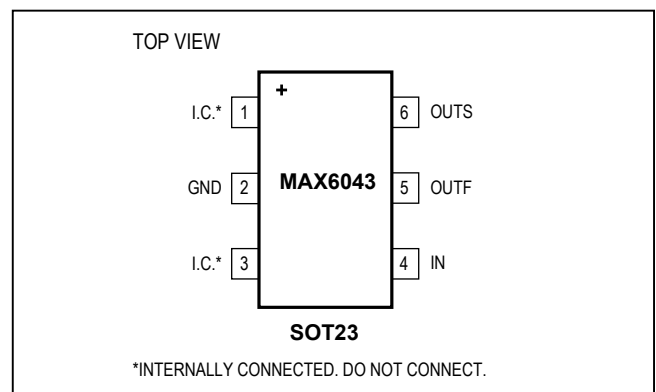 TOP VIEW
+
I.C.* 1 6 OUTS
GND 2 MAX6043 5 OUTF
I.C.* 3 4 IN
SOT23
*INTERNALLY CONNECTED. DO NOT CONNECT.